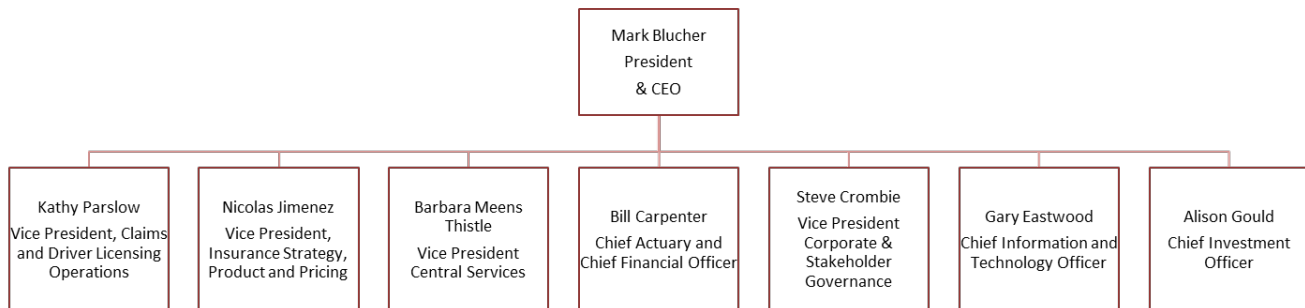 Mark Blucher
President
& CEO
Kathy Parslow
Vice President, Claims
and Driver Licensing
Operations
Nicolas Jimenez
Vice President,
Insurance Strategy,
Product and Pricing
Barbara Meens
Thistle
Vice President
Central Services
Bill Carpenter
Chief Actuary and
Chief Financial Officer
Steve Crombie
Vice President
Corporate &
Stakeholder
Governance
Gary Eastwood
Chief Information and
Technology Officer
Alison Gould
Chief Investment
Officer